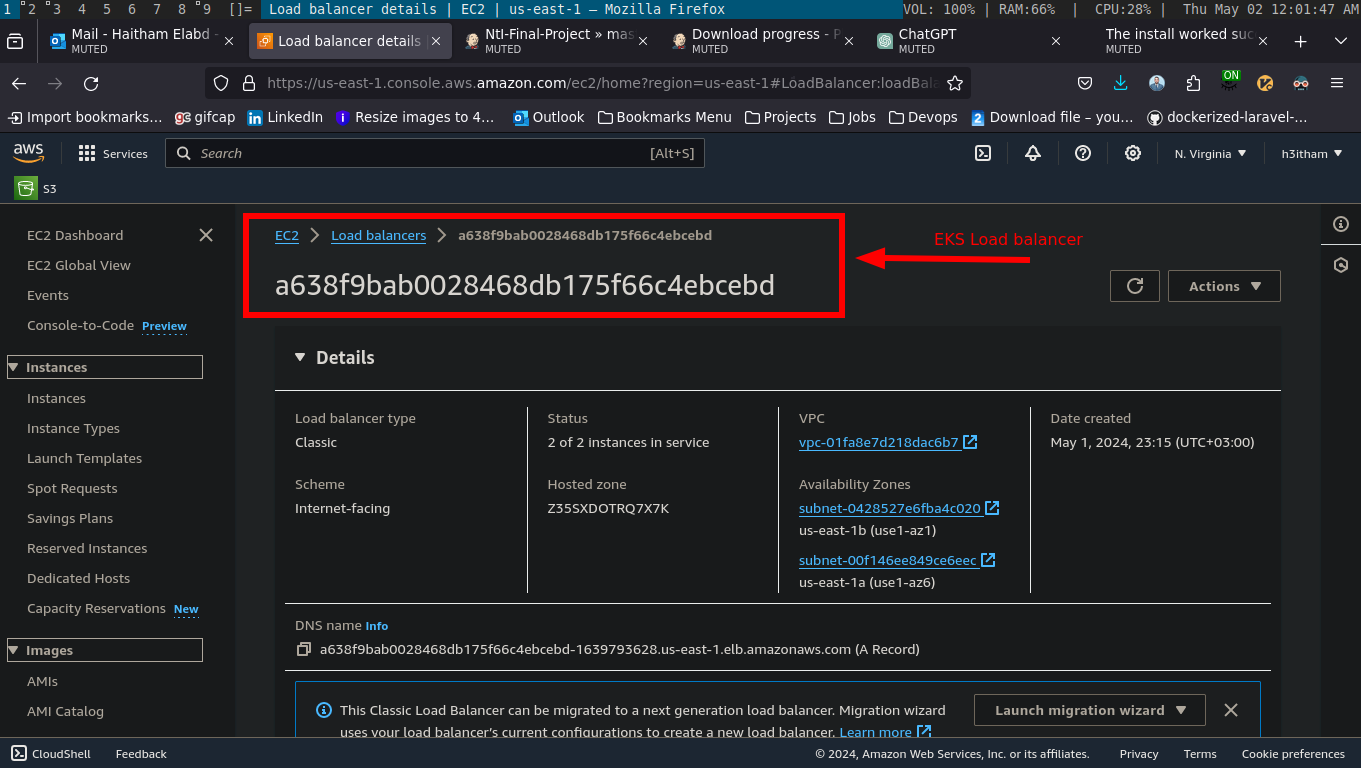 1 2 3 4 5 6 7 8 9 []= Load balancer details | EC2 | us-east-1 — Mozilla Firefox VOL: 100% | RAM:66% | CPU:28% | Thu May 02 12:01:47 AM
Mail - Haitham Elabd - MUTED
Load balancer details |
NtI-Final-Project » mas MUTED
Download progress - P MUTED
ChatGPT MUTED
The install worked suc MUTED
https://us-east-1.console.aws.amazon.com/ec2/home?region=us-east-1#LoadBalancer:loadBala
ON
Import bookmarks… gifcap LinkedIn Resize images to 4… Outlook Bookmarks Menu Projects Jobs Devops Download file – you… dockerized-laravel-…
aws Services Search [Alt+S] N. Virginia h3itham
S3
EC2 Dashboard
EC2 Global View
Events
Console-to-Code Preview
Instances
Instances
Instance Types
Launch Templates
Spot Requests
Savings Plans
Reserved Instances
Dedicated Hosts
Capacity Reservations New
Images
AMIs
AMI Catalog
EC2 > Load balancers > a638f9bab0028468db175f66c4ebcebd
EKS Load balancer
a638f9bab0028468db175f66c4ebcebd
Actions
Details
Load balancer type
Classic
Scheme
Internet-facing
Status
2 of 2 instances in service
Hosted zone
Z35SXDOTRQ7X7K
VPC
vpc-01fa8e7d218dac6b7
Availability Zones
subnet-0428527e6fba4c020
us-east-1b (use1-az1)
subnet-00f146ee849ce6eec
us-east-1a (use1-az6)
Date created
May 1, 2024, 23:15 (UTC+03:00)
DNS name Info
a638f9bab0028468db175f66c4ebcebd-1639793628.us-east-1.elb.amazonaws.com (A Record)
This Classic Load Balancer can be migrated to a next generation load balancer. Migration wizard
uses your load balancer's current configurations to create a new load balancer. Learn more
Launch migration wizard
CloudShell Feedback © 2024, Amazon Web Services, Inc. or its affiliates. Privacy Terms Cookie preferences